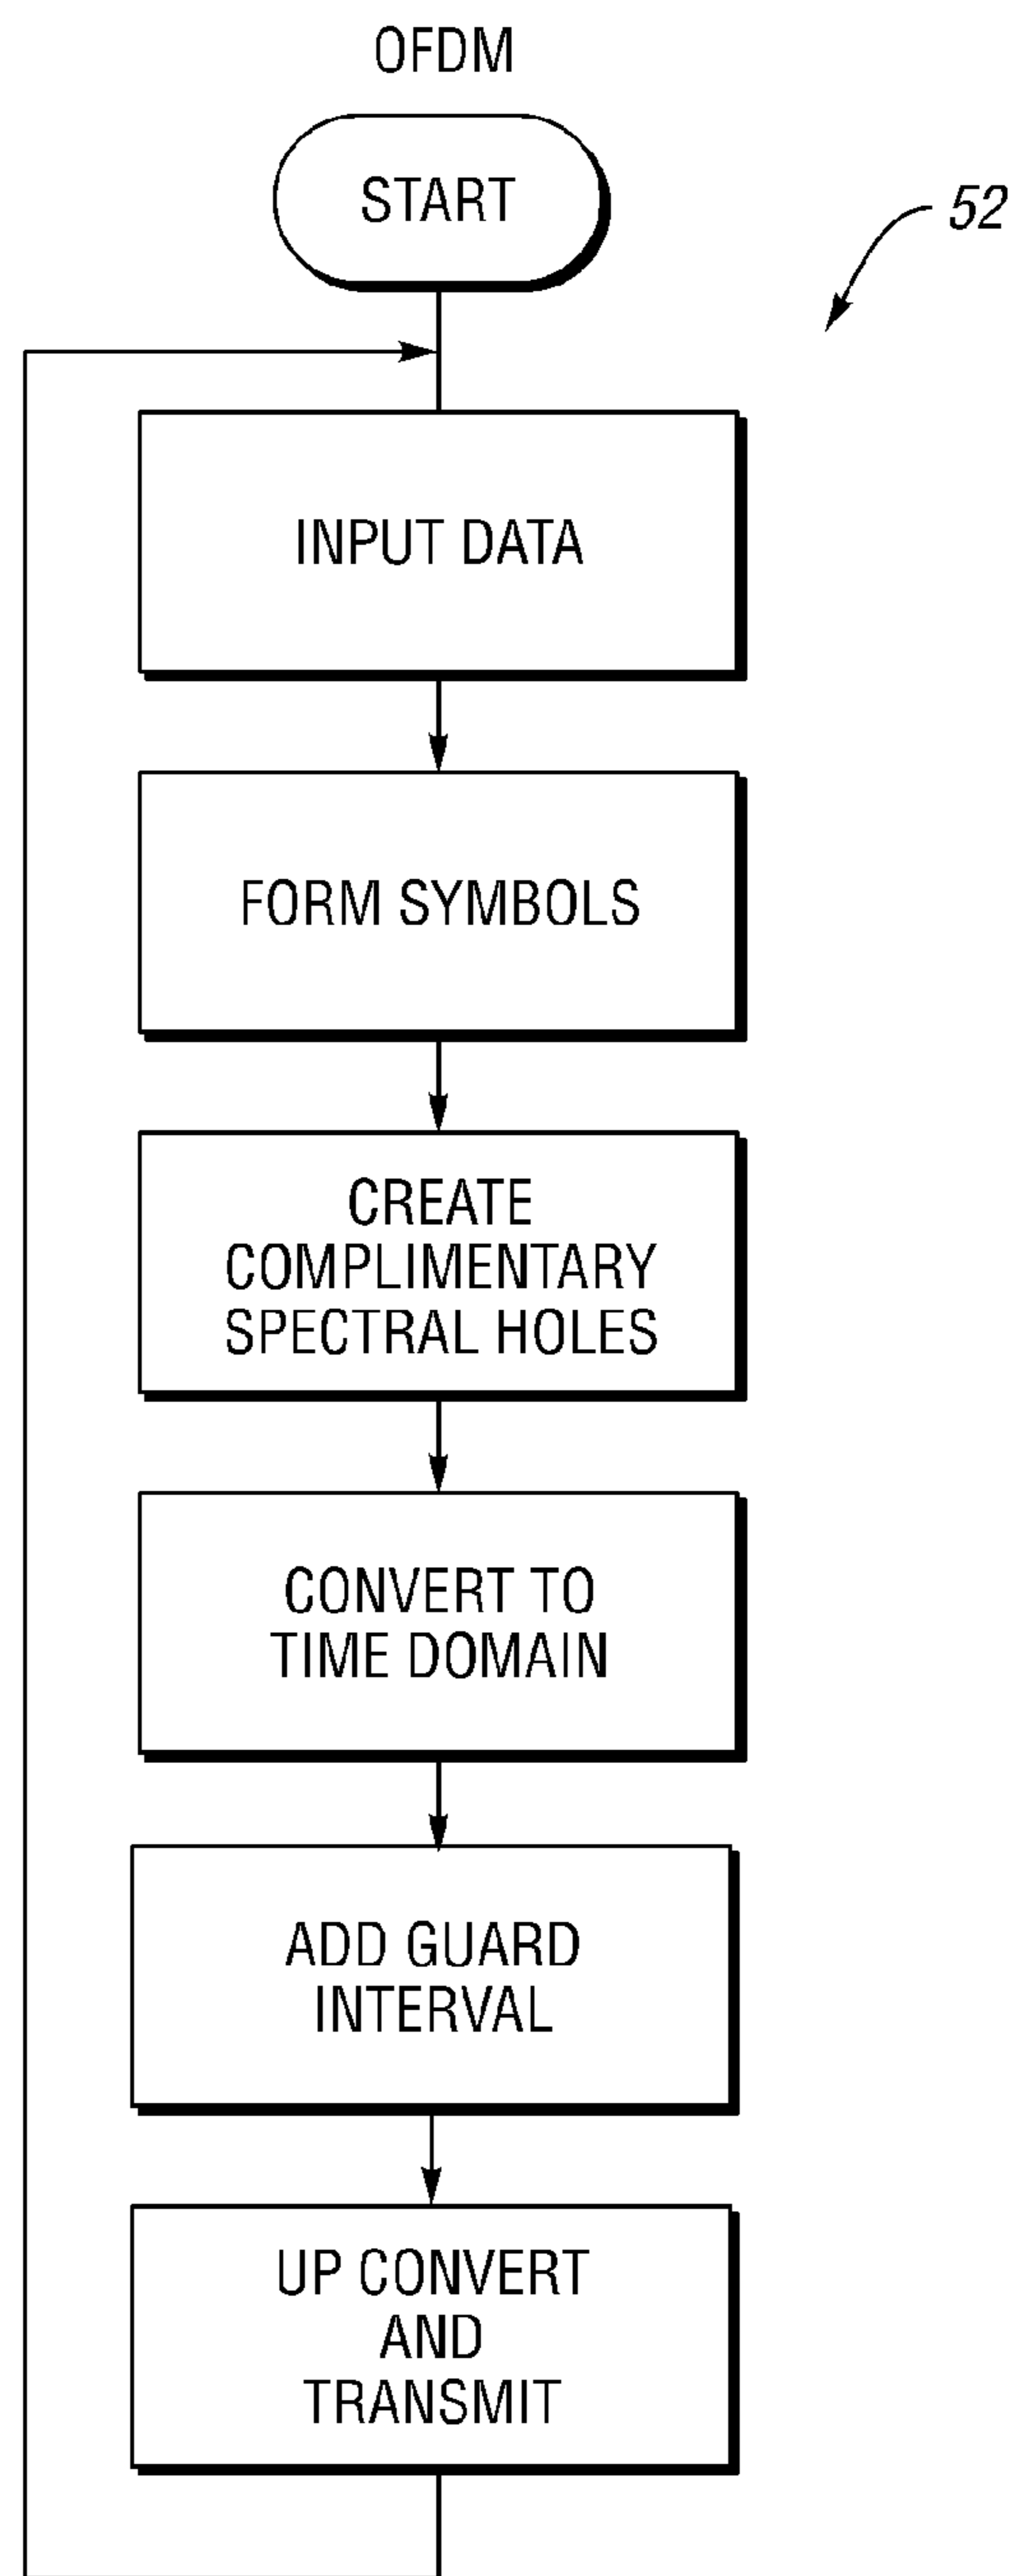 OFDM
START
52
INPUT DATA
FORM SYMBOLS
CREATE
COMPLIMENTARY
SPECTRAL HOLES
CONVERT TO
TIME DOMAIN
ADD GUARD
INTERVAL
UP CONVERT
AND
TRANSMIT